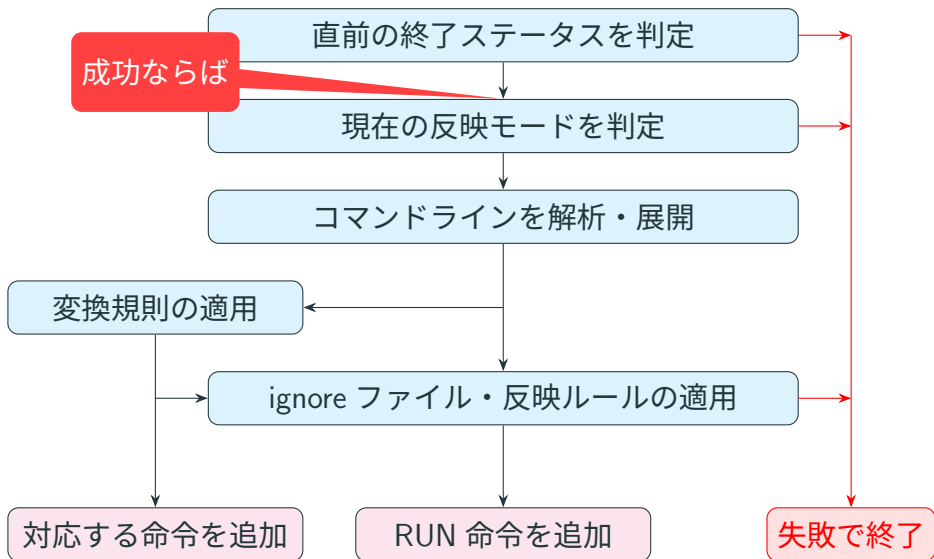 直前の終了ステータスを判定
成功ならば
現在の反映モードを判定
コマンドラインを解析・展開
変換規則の適用
ignore ファイル・反映ルールの適用
対応する命令を追加
RUN 命令を追加
失敗で終了